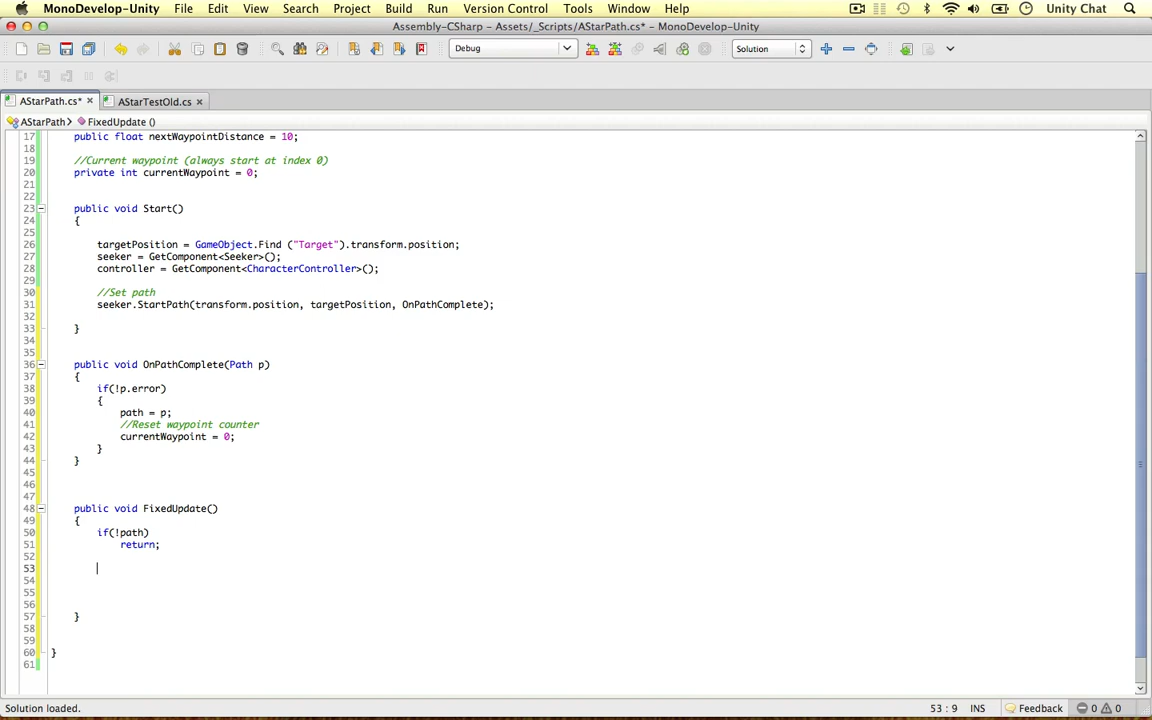 MonoDevelop-Unity File Edit View Search Project Build Run Version Control Tools Window Help Unity Chat
Assembly-CSharp - Assets/_Scripts/AStarPath.cs* - MonoDevelop-Unity
Debug Solution
AStarPath.cs* AStarTestOld.cs
AStarPath FixedUpdate ()
17 public float nextWaypointDistance = 10;
18
19 //Current waypoint (always start at index 0)
20 private int currentWaypoint = 0;
21
22
23 public void Start()
24 {
25
26 targetPosition = GameObject.Find ("Target").transform.position;
27 seeker = GetComponent<Seeker>();
28 controller = GetComponent<CharacterController>();
29
30 //Set path
31 seeker.StartPath(transform.position, targetPosition, OnPathComplete);
32
33 }
34
35
36 public void OnPathComplete(Path p)
37 {
38 if(!p.error)
39 {
40 path = p;
41 //Reset waypoint counter
42 currentWaypoint = 0;
43 }
44 }
45
46
47
48 public void FixedUpdate()
49 {
50 if(!path)
51 return;
52
53
54
55
56
57 }
58
59
60 }
61
Solution loaded. 53 : 9 INS Feedback 0 0